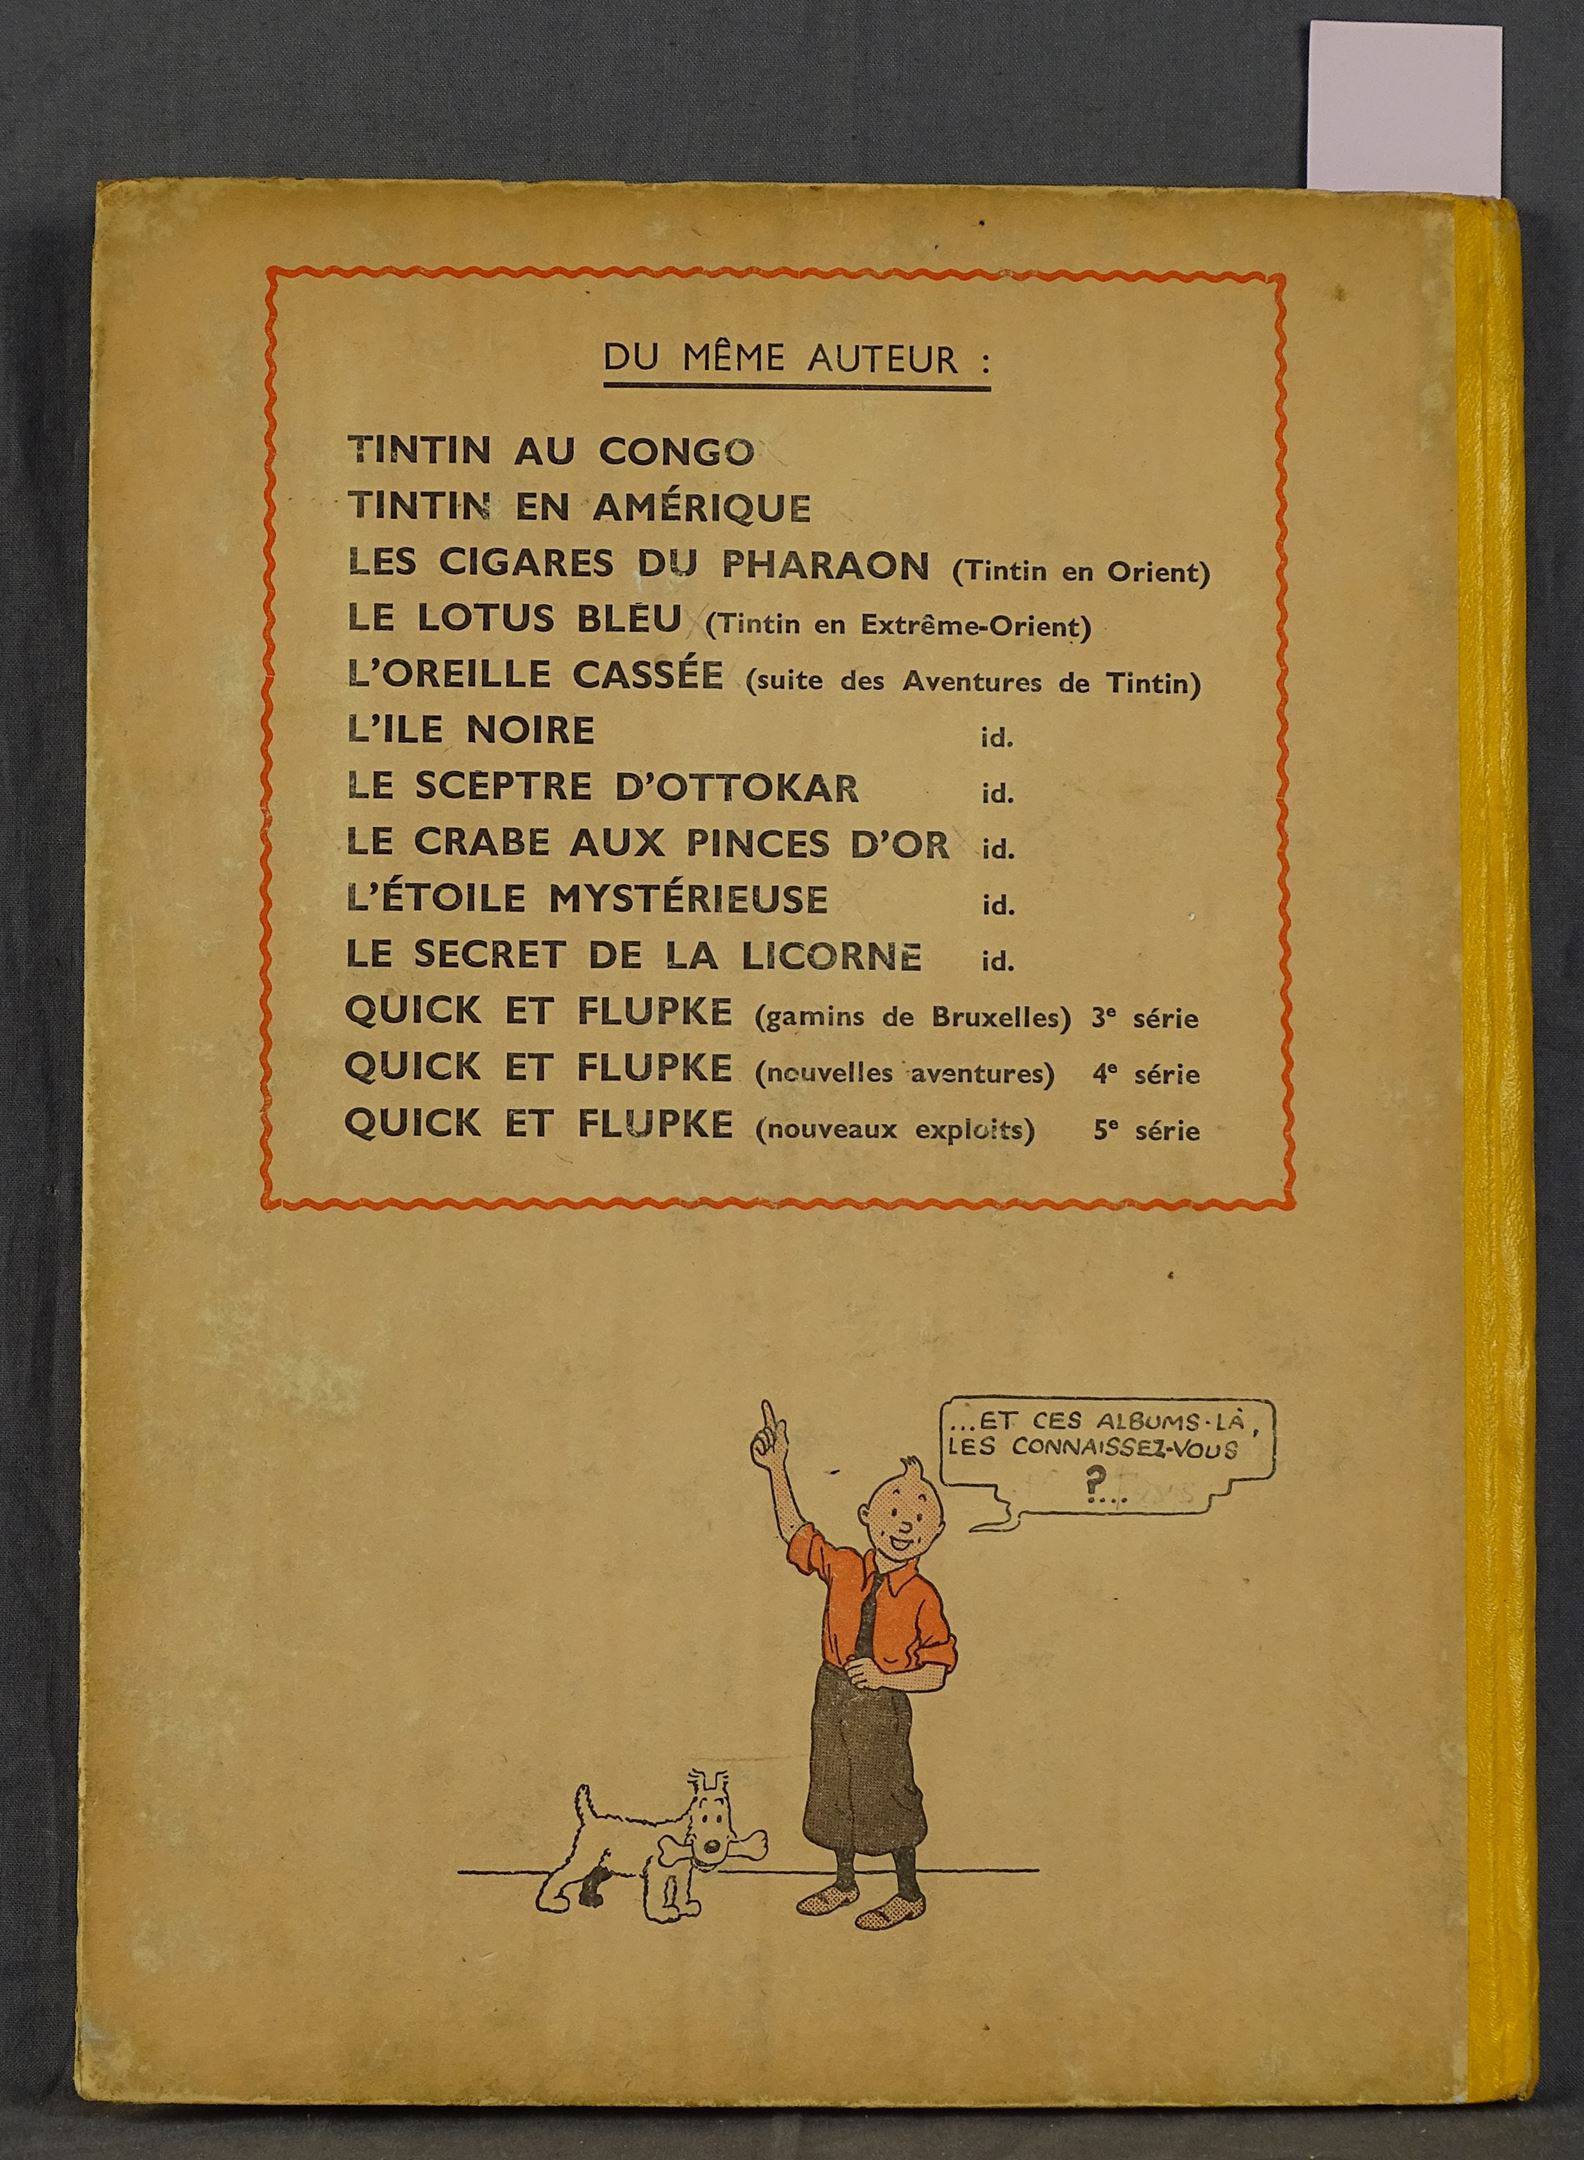 DU MÊME AUTEUR :
TINTIN AU CONGO
TINTIN EN AMÉRIQUE
LES CIGARES DU PHARAON (Tintin en Orient)
LE LOTUS BLEU (Tintin en Extrême-Orient)
L'OREILLE CASSÉE (suite des Aventures de Tintin)
L'ILE NOIRE id.
LE SCEPTRE D'OTTOKAR id.
LE CRABE AUX PINCES D'OR id.
L'ÉTOILE MYSTÉRIEUSE id.
LE SECRET DE LA LICORNE id.
QUICK ET FLUPKE (gamins de Bruxelles) 3e série
QUICK ET FLUPKE (nouvelles aventures) 4e série
QUICK ET FLUPKE (nouveaux exploits) 5e série
...ET CES ALBUMS-LÀ,
LES CONNAISSEZ-VOUS
?...